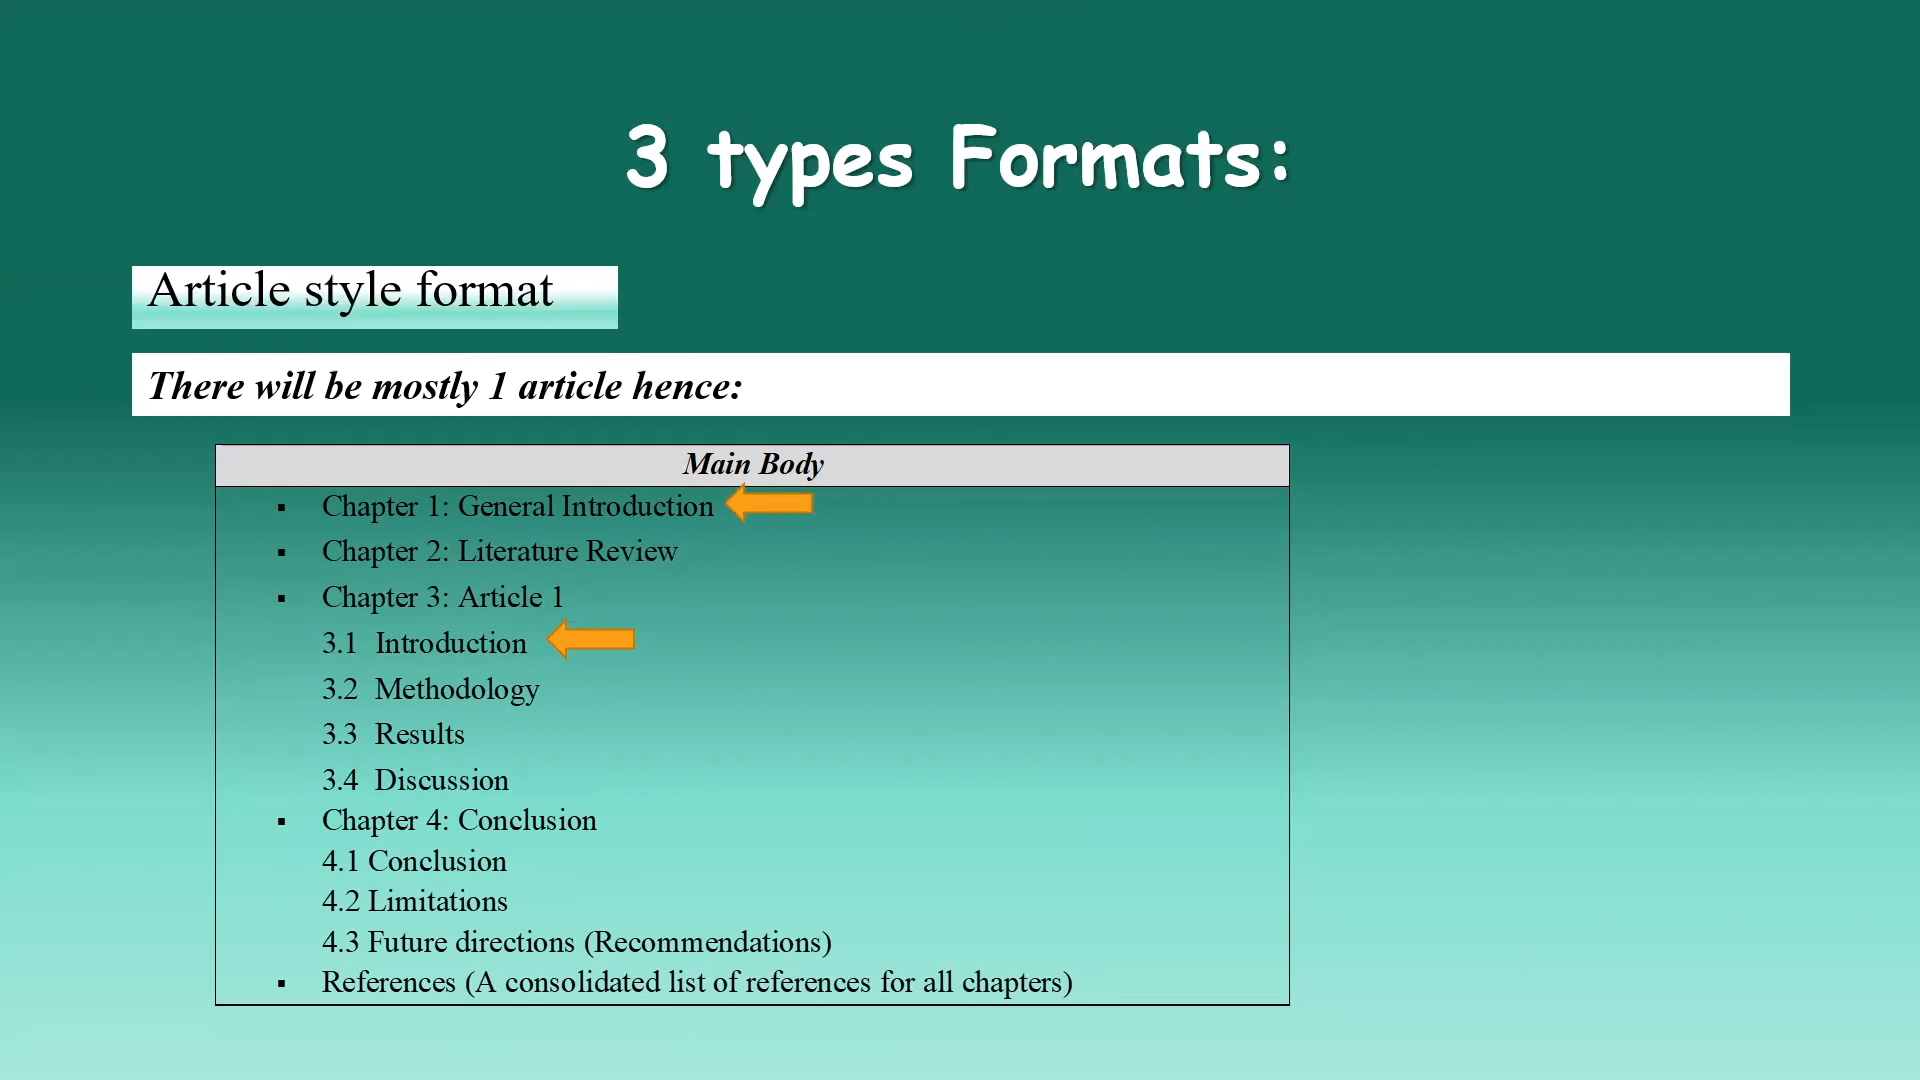 3 types Formats:
Article style format
There will be mostly 1 article hence:
Main Body
▪ Chapter 1: General Introduction
▪ Chapter 2: Literature Review
▪ Chapter 3: Article 1
3.1 Introduction
3.2 Methodology
3.3 Results
3.4 Discussion
▪ Chapter 4: Conclusion
4.1 Conclusion
4.2 Limitations
4.3 Future directions (Recommendations)
▪ References (A consolidated list of references for all chapters)